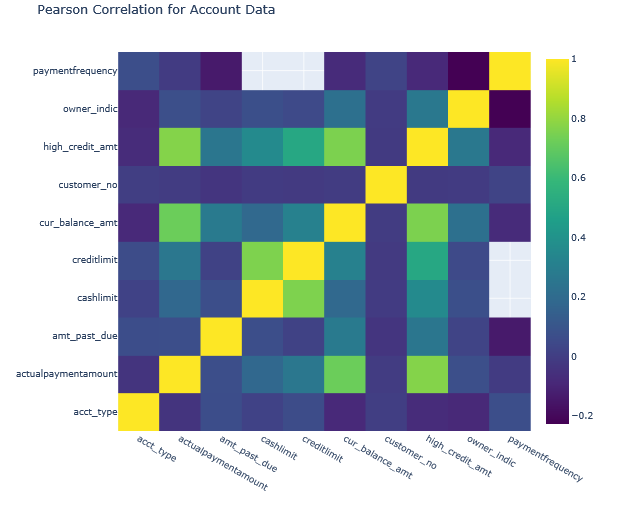 Pearson Correlation for Account Data
paymentfrequency
owner_indic
high_credit_amt
customer_no
cur_balance_amt
creditlimit
cashlimit
amt_past_due
actualpaymentamount
acct_type
acct_type
actualpaymentamount
amt_past_due
cashlimit
creditlimit
cur_balance_amt
customer_no
high_credit_amt
owner_indic
paymentfrequency
1
0.8
0.6
0.4
0.2
0
−0.2